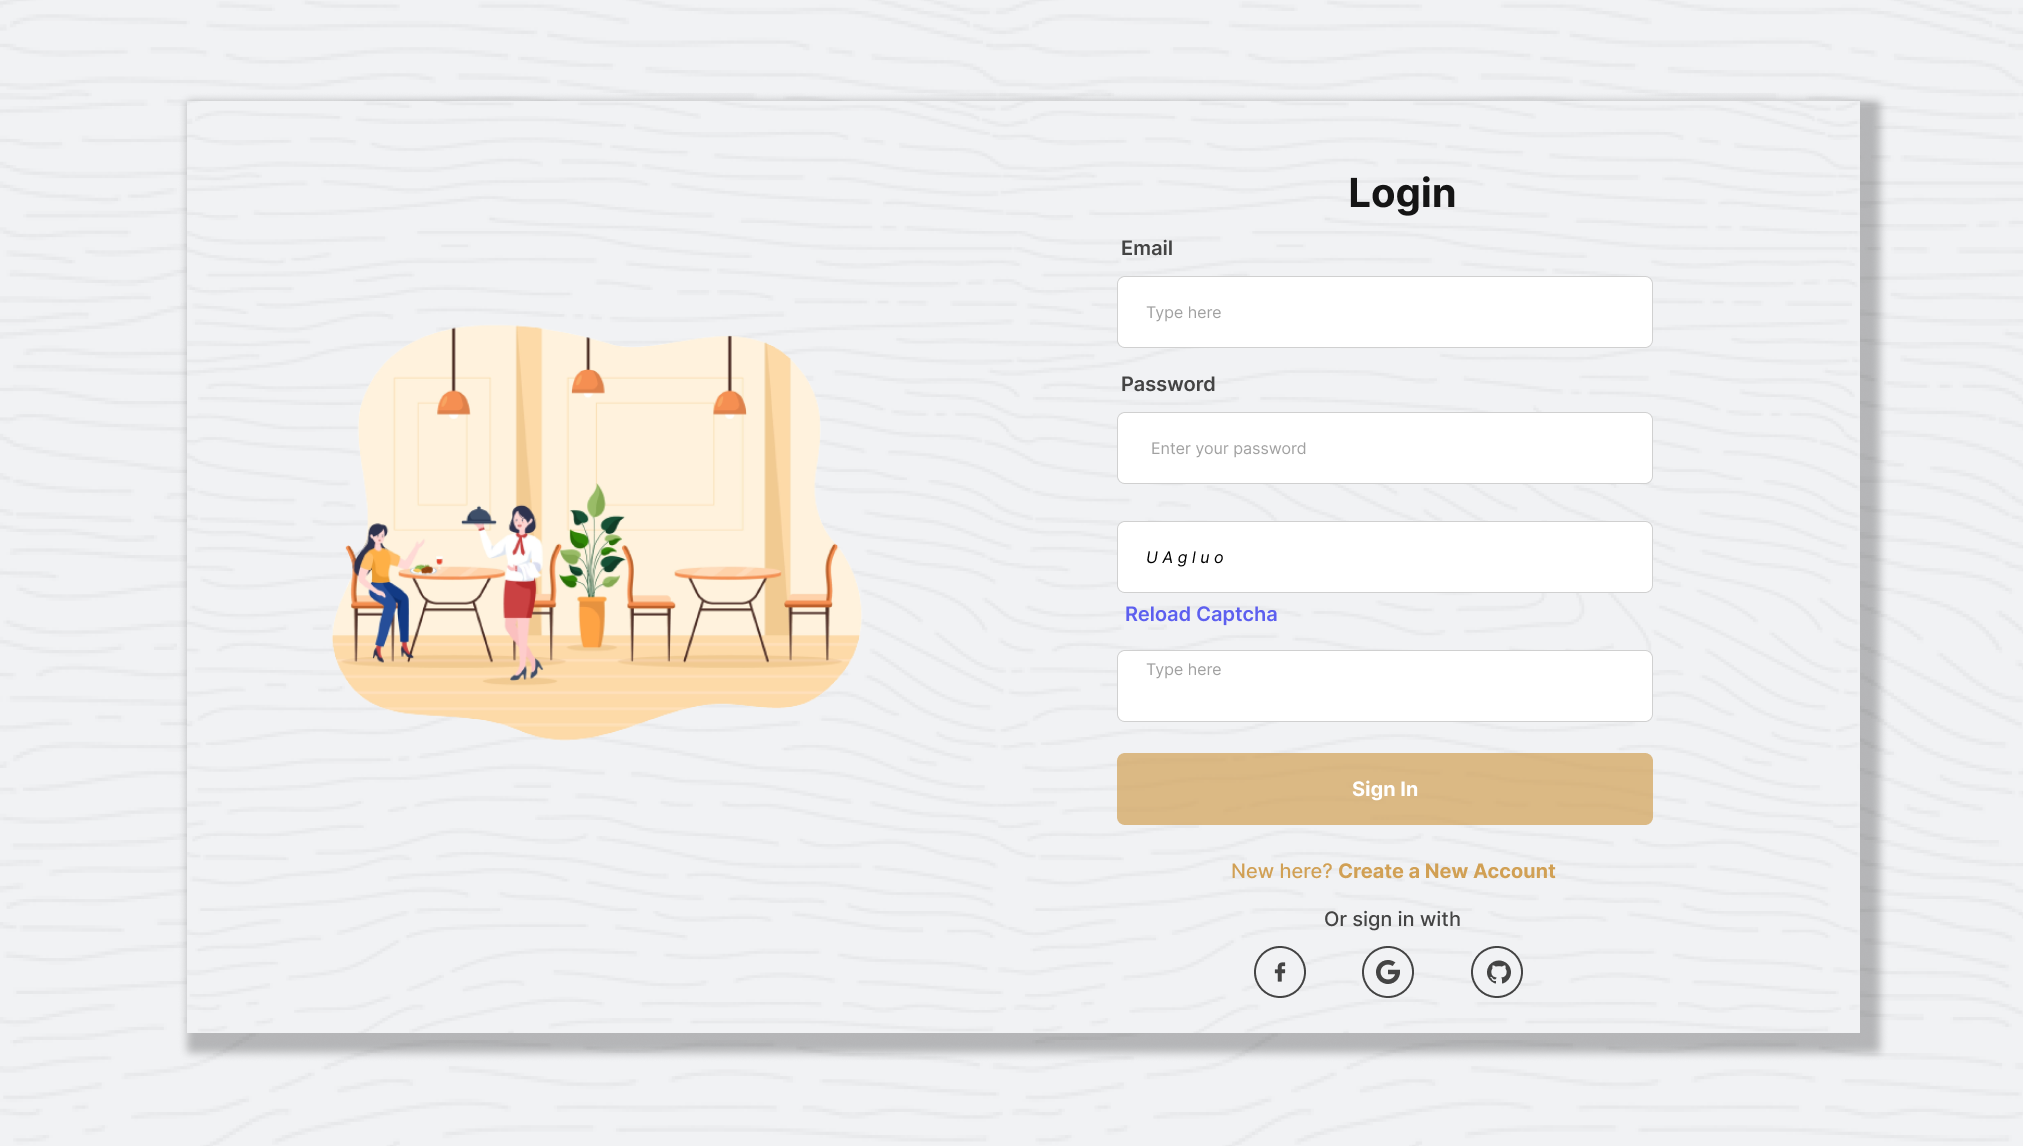 Login
Email
Type here
Password
Enter your password
UAgluo
Reload Captcha
Type here
Sign In
New here? Create a New Account
Or sign in with